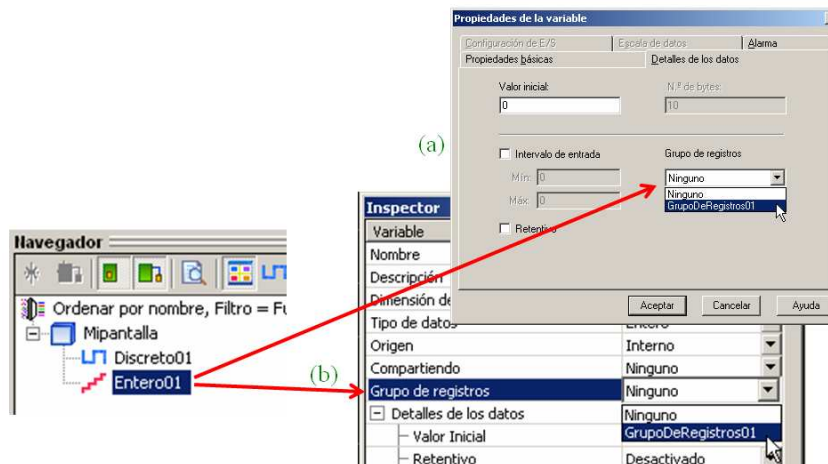 Propiedades de la variable
Configuración de E/S
Escala de datos
Alarma
Propiedades básicas
Detalles de los datos
Valor inicial:
N.º de bytes:
0
10
(a)
Intervalo de entrada
Grupo de registros
Mín: 0
Ninguno
Ninguno
Máx: 0
GrupoDeRegistros01
Retentivo
Aceptar
Cancelar
Ayuda
Inspector
Variable
Nombre
Descripción
Dimensión de
Tipo de datos
Entero
Origen
Interno
Compartiendo
Ninguno
Grupo de registros
Ninguno
Detalles de los datos
Ninguno
Valor Inicial
GrupoDeRegistros01
Retentivo
Desactivado
Navegador
Ordenar por nombre, Filtro = Fu
Mipantalla
Discreto01
Entero01
(b)